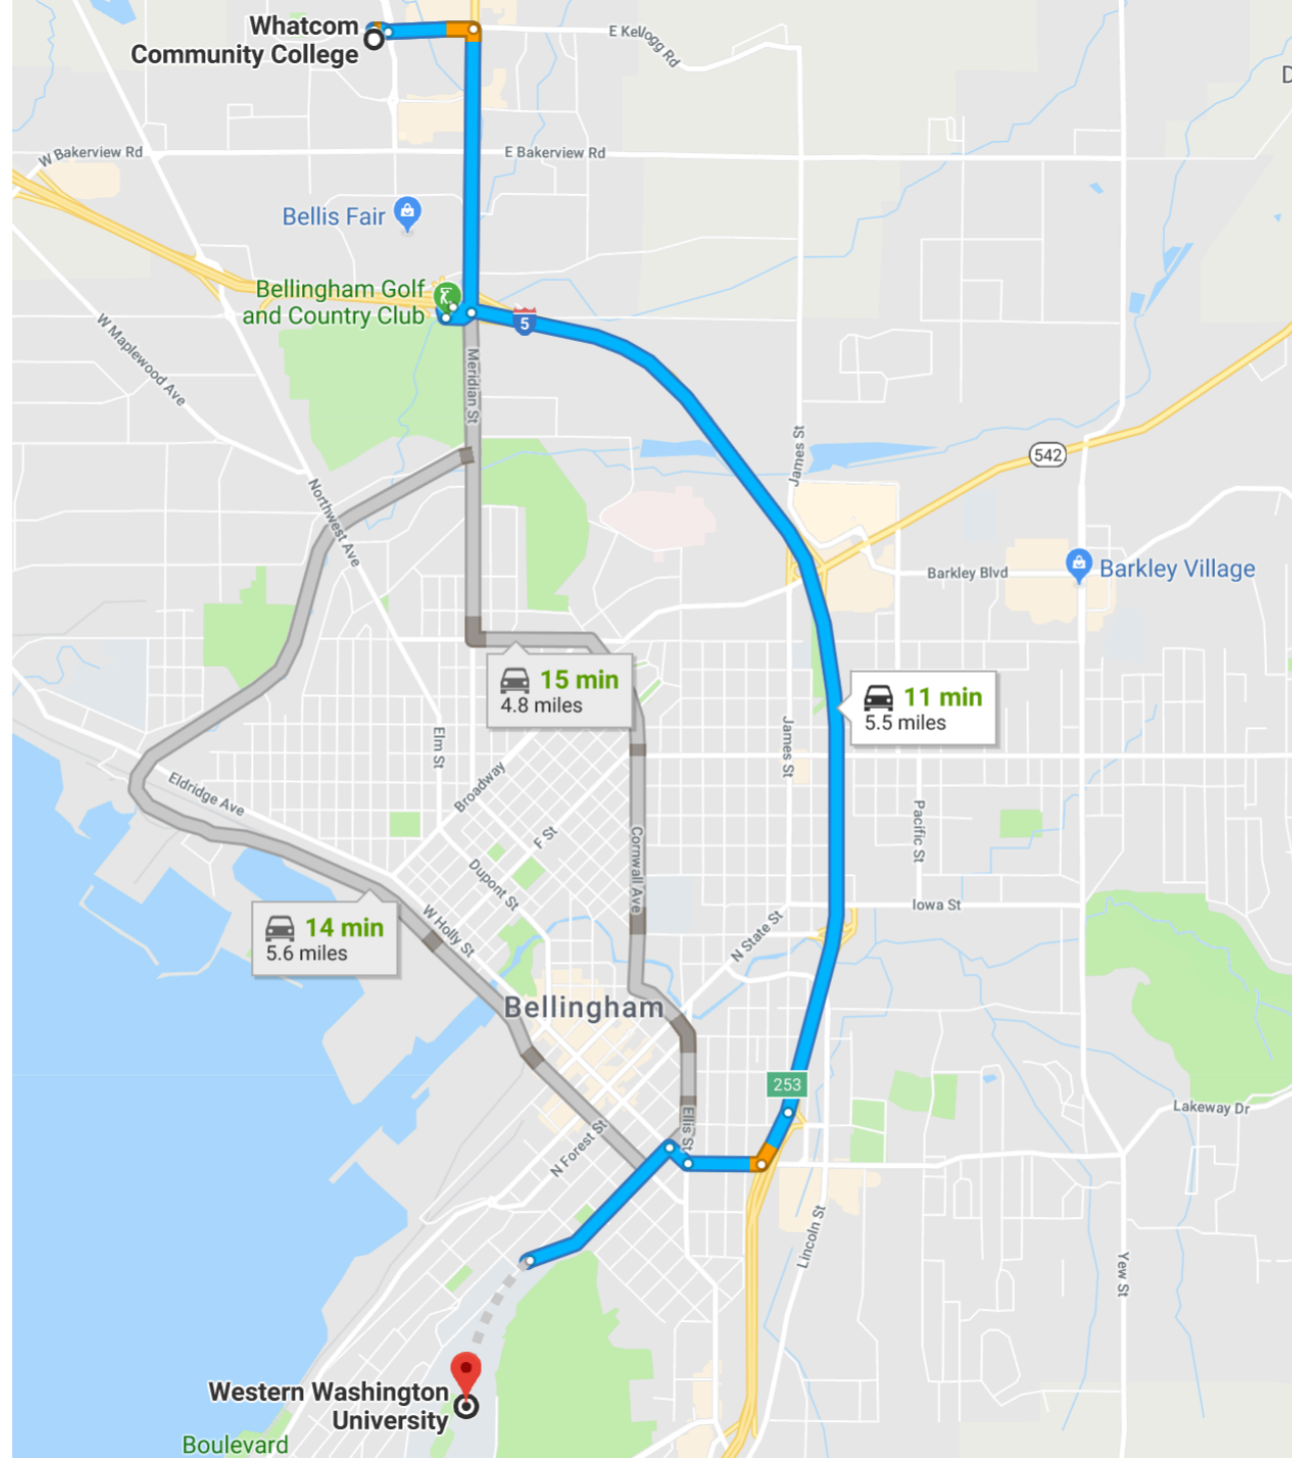 Whatcom
Community College
E Kellogg Rd
D
W Bakerview Rd
E Bakerview Rd
Bellis Fair
Bellingham Golf
and Country Club
5
W Maplewood Ave
Meridian St
James St
542
Northwest Ave
Barkley Blvd
Barkley Village
15 min
4.8 miles
11 min
5.5 miles
Elm St
James St
Eldridge Ave
Broadway
Pacific St
F St
Cornwall Ave
Dupont St
Iowa St
14 min
5.6 miles
W Holly St
N State St
Bellingham
253
Lakeway Dr
Ellis St
N Forest St
Lincoln St
Yew St
Western Washington
University
Boulevard